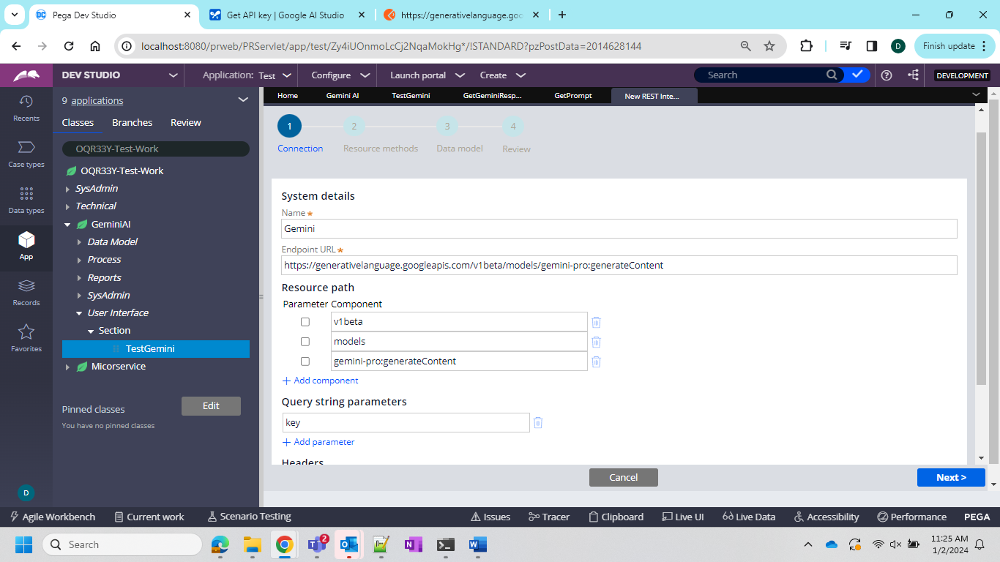 Pega Dev Studio
Get API key | Google AI Studio
https://generativelanguage.goo
localhost:8080/prweb/PRServlet/app/test/Zy4iUOnmoLcCj2NqaMokHg*/!STANDARD?pzPostData=2014628144
D
Finish update
DEV STUDIO
Application: Test
Configure
Launch portal
Create
Search
DEVELOPMENT
Recents
Case types
Data types
App
Records
Favorites
D
9 applications
Classes Branches Review
OQR33Y-Test-Work
OQR33Y-Test-Work
SysAdmin
Technical
GeminiAI
Data Model
Process
Reports
SysAdmin
User Interface
Section
TestGemini
Micorservice
Pinned classes
Edit
You have no pinned classes
Home Gemini AI TestGemini GetGeminiResp... GetPrompt New REST Inte...
1 2 3 4
Connection Resource methods Data model Review
System details
Name
Gemini
Endpoint URL
https://generativelanguage.googleapis.com/v1beta/models/gemini-pro:generateContent
Resource path
Parameter Component
v1beta
models
gemini-pro:generateContent
+ Add component
Query string parameters
key
+ Add parameter
Headers
Cancel
Next >
Agile Workbench Current work Scenario Testing Issues Tracer Clipboard Live UI Live Data Accessibility Performance PEGA
Search
2
11:25 AM
1/2/2024